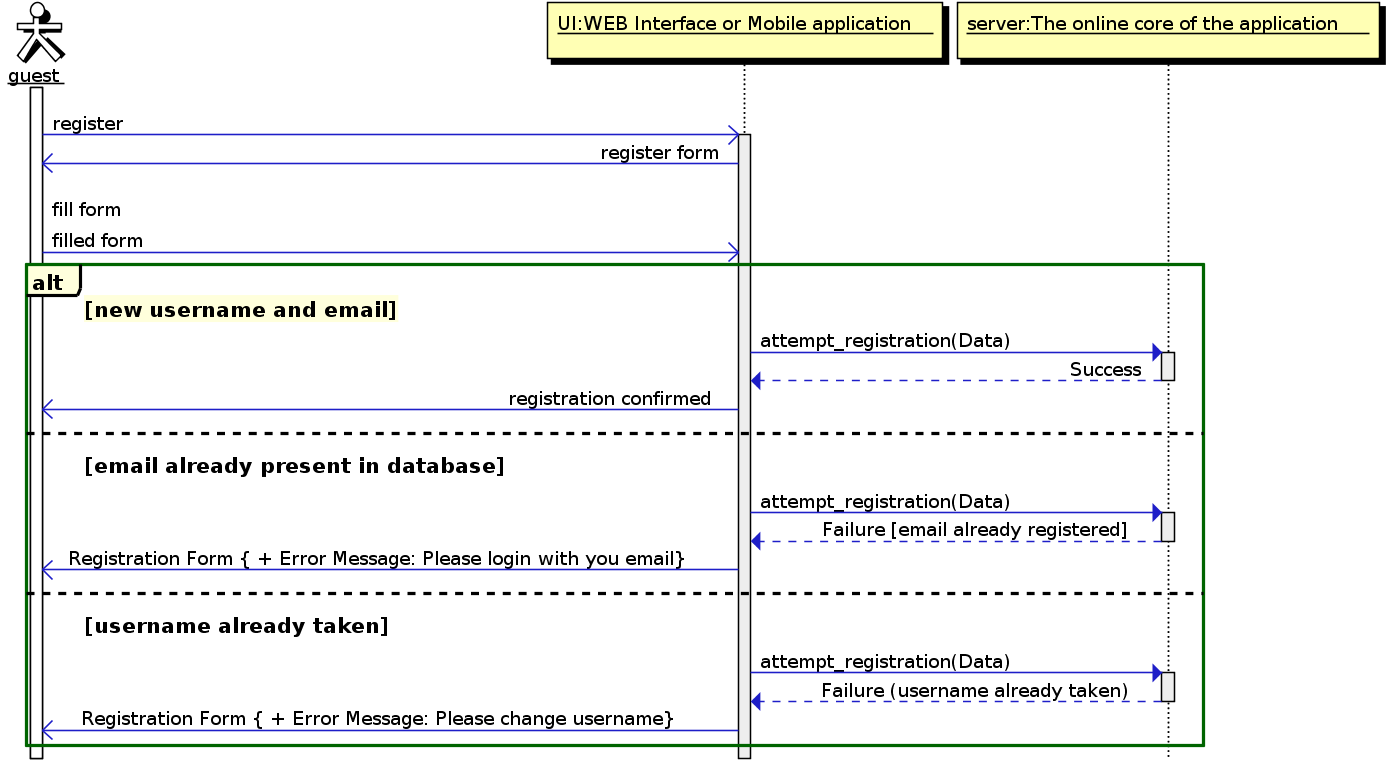 UI:WEB Interface or Mobile application
server:The online core of the application
guest
register
register form
fill form
filled form
alt
[new username and email]
attempt_registration(Data)
Success
registration confirmed
[email already present in database]
attempt_registration(Data)
Failure [email already registered]
Registration Form { + Error Message: Please login with you email}
[username already taken]
attempt_registration(Data)
Failure (username already taken)
Registration Form { + Error Message: Please change username}